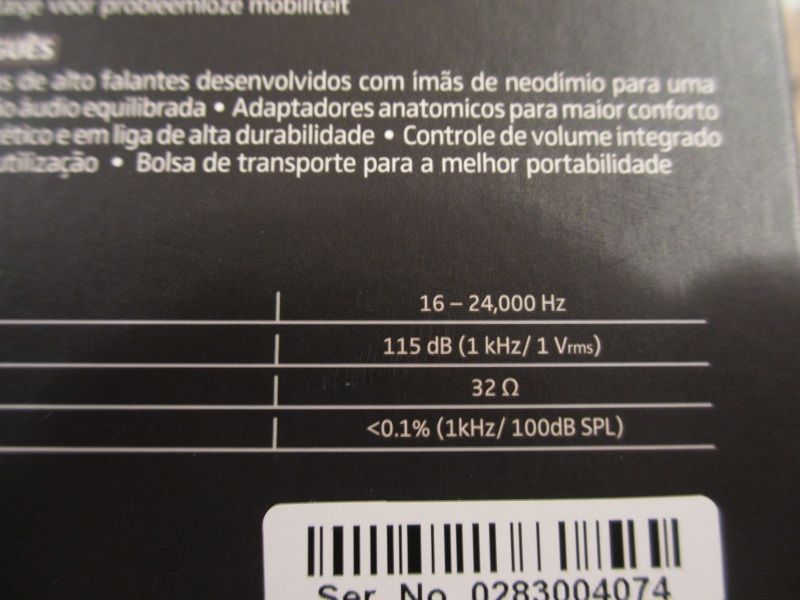 voor probleemloze mobiliteit
de alto falantes desenvolvidos com ímãs de neodímio para uma
áudio equilibrada • Adaptadores anatomicos para maior conforto
e em liga de alta durabilidade • Controle de volume integrado
utilização • Bolsa de transporte para a melhor portabilidade
16 – 24,000 Hz
115 dB (1 kHz/ 1 Vrms)
32 Ω
<0.1% (1kHz/ 100dB SPL)
Ser. No. 0283004074